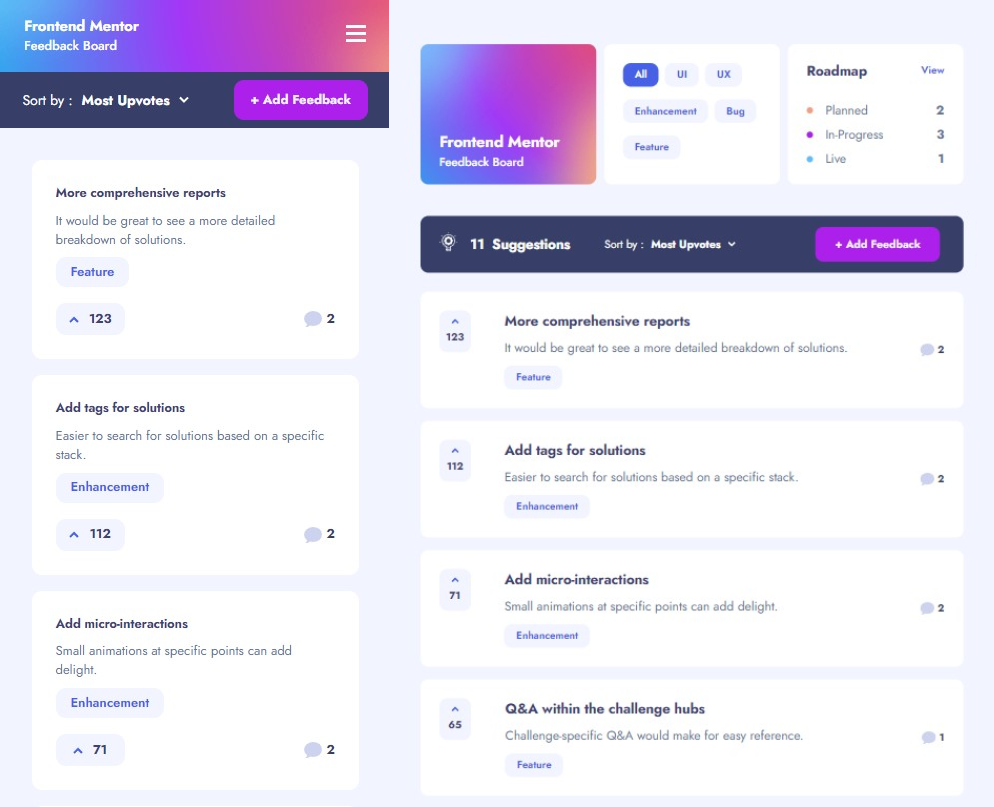 Frontend Mentor
Feedback Board
Sort by : Most Upvotes
+ Add Feedback
More comprehensive reports
It would be great to see a more detailed
breakdown of solutions.
Feature
123
2
Add tags for solutions
Easier to search for solutions based on a specific
stack.
Enhancement
112
2
Add micro-interactions
Small animations at specific points can add
delight.
Enhancement
71
2
Frontend Mentor
Feedback Board
All UI UX
Enhancement Bug
Feature
Roadmap View
Planned 2
In-Progress 3
Live 1
11 Suggestions
Sort by : Most Upvotes
+ Add Feedback
123
More comprehensive reports
It would be great to see a more detailed breakdown of solutions.
Feature
2
112
Add tags for solutions
Easier to search for solutions based on a specific stack.
Enhancement
2
71
Add micro-interactions
Small animations at specific points can add delight.
Enhancement
2
65
Q&A within the challenge hubs
Challenge-specific Q&A would make for easy reference.
Feature
1